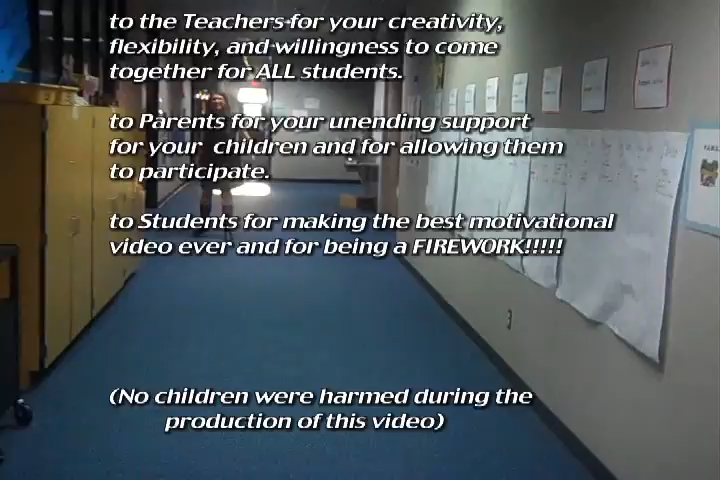 to the Teachers for your creativity,
flexibility, and willingness to come
together for ALL students.
to Parents for your unending support
for your children and for allowing them
to participate.
to Students for making the best motivational
video ever and for being a FIREWORK!!!!!
(No children were harmed during the
production of this video)